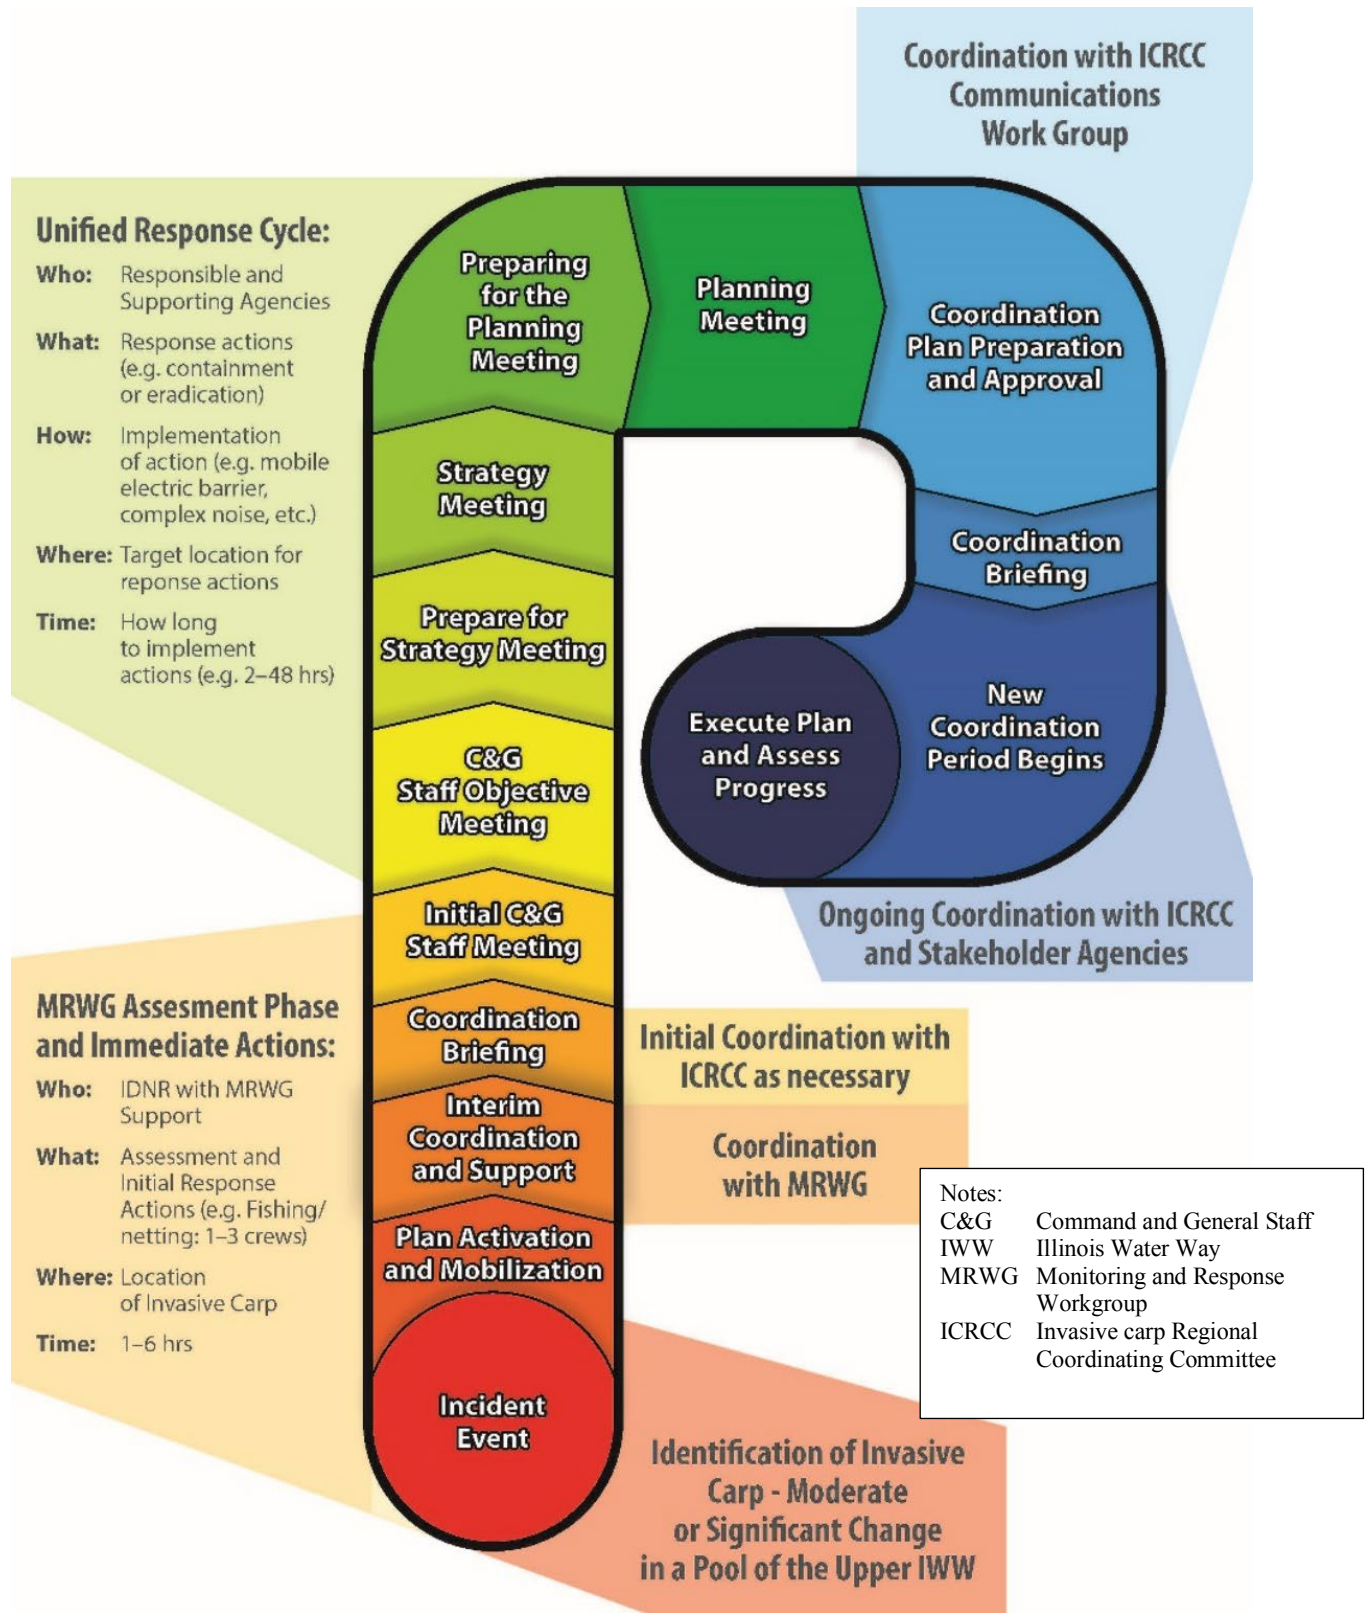 Coordination with ICRCC
Communications
Work Group
Unified Response Cycle:
Who: Responsible and
Supporting Agencies
What: Response actions
(e.g. containment
or eradication)
How: Implementation
of action (e.g. mobile
electric barrier,
complex noise, etc.)
Where: Target location for
reponse actions
Time: How long
to implement
actions (e.g. 2–48 hrs)
Preparing
for the
Planning
Meeting
Planning
Meeting
Coordination
Plan Preparation
and Approval
Strategy
Meeting
Coordination
Briefing
Prepare for
Strategy Meeting
New
Coordination
Period Begins
Execute Plan
and Assess
Progress
C&G
Staff Objective
Meeting
Initial C&G
Staff Meeting
Ongoing Coordination with ICRCC
and Stakeholder Agencies
MRWG Assesment Phase
and Immediate Actions:
Who: IDNR with MRWG
Support
What: Assessment and
Initial Response
Actions (e.g. Fishing/
netting: 1–3 crews)
Where: Location
of Invasive Carp
Time: 1–6 hrs
Coordination
Briefing
Initial Coordination with
ICRCC as necessary
Interim
Coordination
and Support
Coordination
with MRWG
Plan Activation
and Mobilization
Notes:
C&G Command and General Staff
IWW Illinois Water Way
MRWG Monitoring and Response
Workgroup
ICRCC Invasive carp Regional
Coordinating Committee
Incident
Event
Identification of Invasive
Carp - Moderate
or Significant Change
in a Pool of the Upper IWW